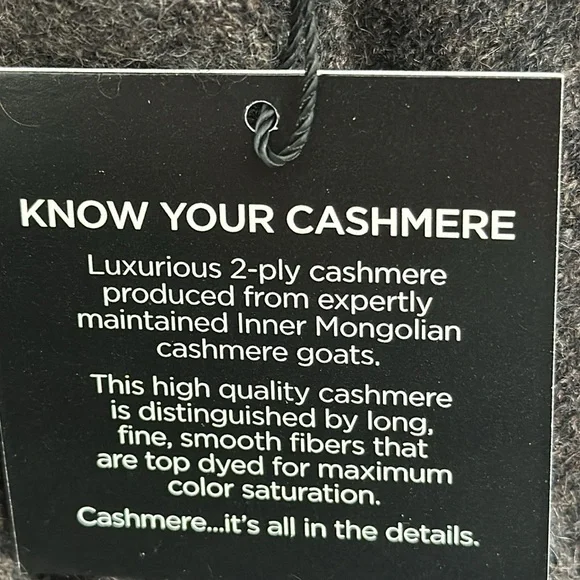 KNOW YOUR CASHMERE
Luxurious 2-ply cashmere
produced from expertly
maintained Inner Mongolian
cashmere goats.
This high quality cashmere
is distinguished by long,
fine, smooth fibers that
are top dyed for maximum
color saturation.
Cashmere...it's all in the details.